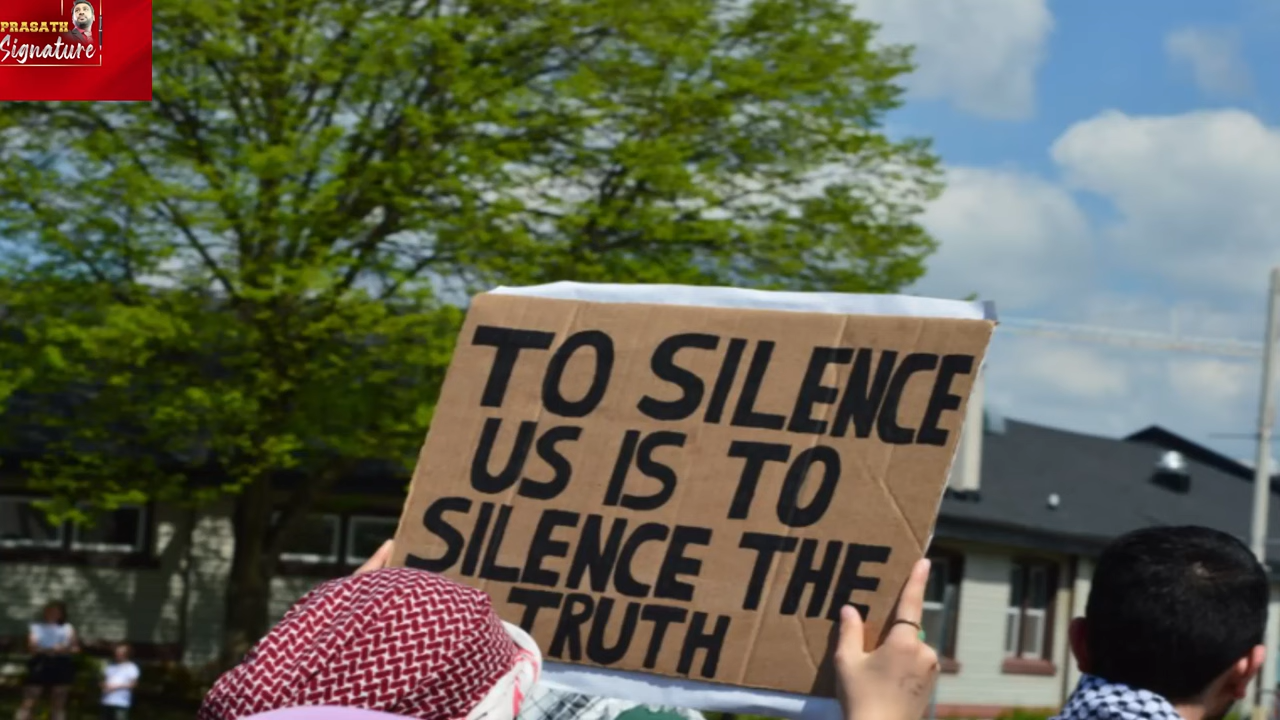 PRASATH
Signature
TO SILENCE
US IS TO
SILENCE THE
TRUTH